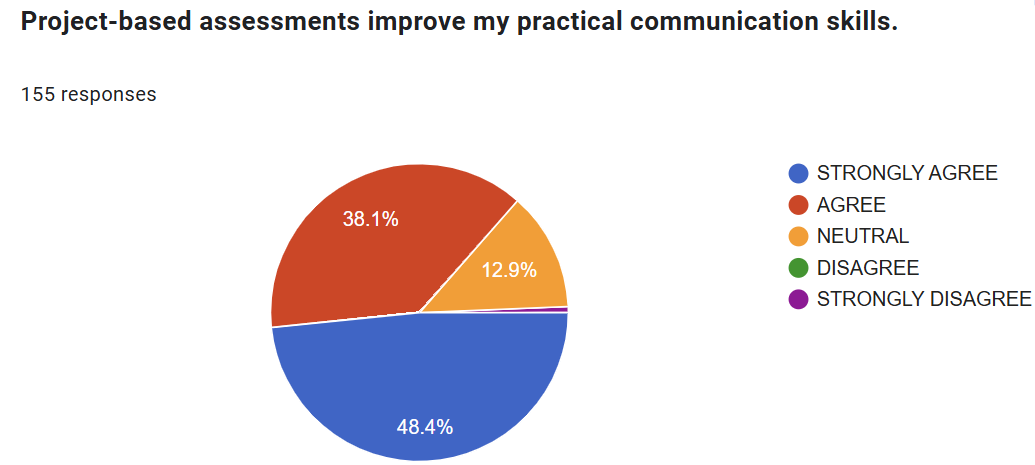 Project-based assessments improve my practical communication skills.
155 responses
38.1%
12.9%
48.4%
STRONGLY AGREE
AGREE
NEUTRAL
DISAGREE
STRONGLY DISAGREE